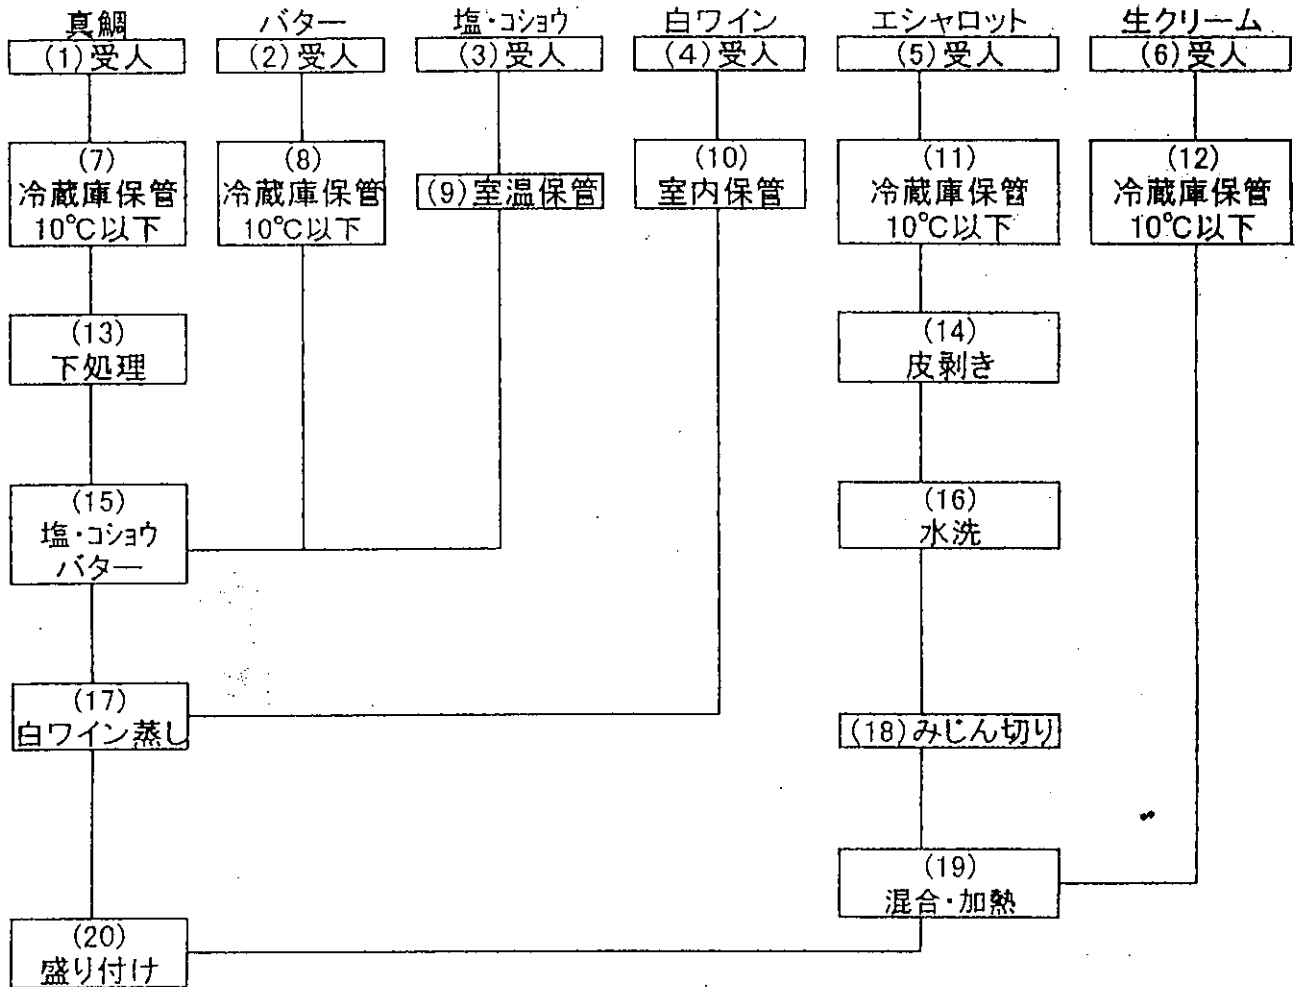 真鯛 バター 塩・コショウ 白ワイン エシャロット 生クリーム
(1)受人 (2)受人 (3)受人 (4)受人 (5)受人 (6)受人
(7)
冷蔵庫保管
10℃以下
(8)
冷蔵庫保管
10℃以下
(9)室温保管
(10)
室内保管
(11)
冷蔵庫保管
10℃以下
(12)
冷蔵庫保管
10℃以下
(13)
下処理
(14)
皮剥き
(15)
塩・コショウ
バター
(16)
水洗
(17)
白ワイン蒸し
(18)みじん切り
(19)
混合・加熱
(20)
盛り付け